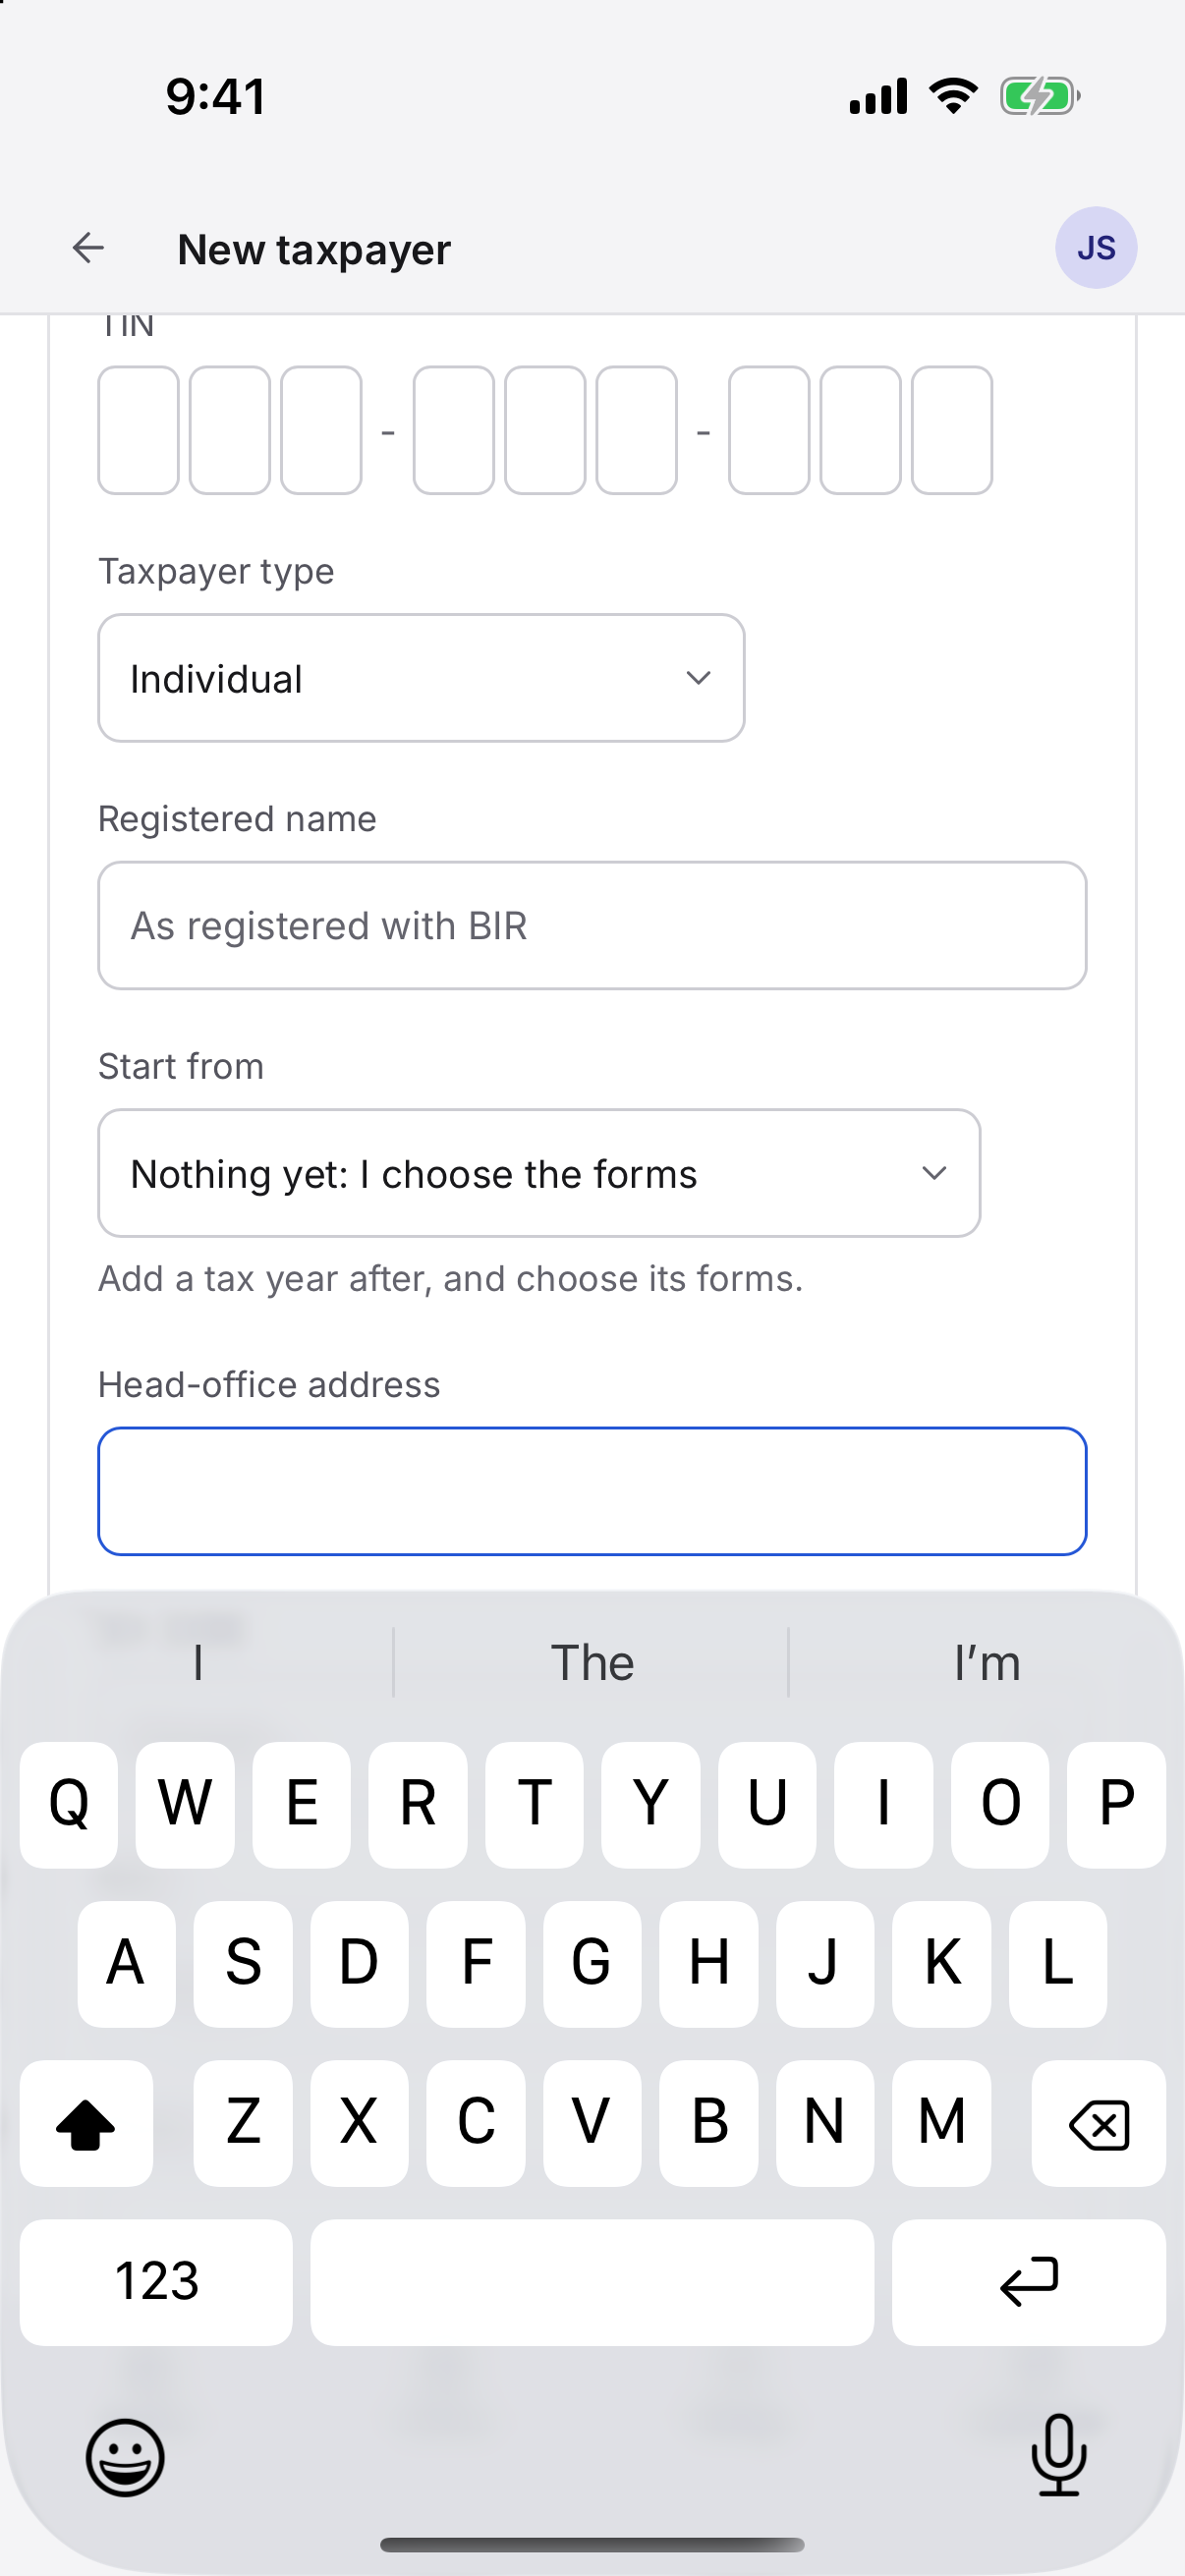 9:41
New taxpayer
JS
TIN
- -
Taxpayer type
Individual
Registered name
As registered with BIR
Start from
Nothing yet: I choose the forms
Add a tax year after, and choose its forms.
Head-office address
I The I’m
Q W E R T Y U I O P
A S D F G H J K L
Z X C V B N M
123